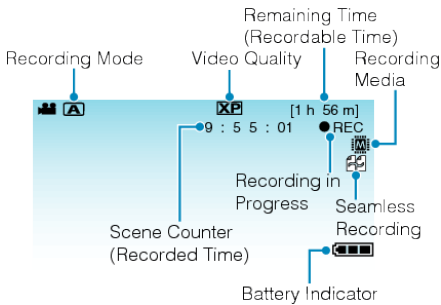 Remaining Time
(Recordable Time)
Recording Mode
Video Quality
Recording
Media
A
XP
[1 h 56 m]
9 : 5 5 : 01
●REC
M
Recording in
Progress
Seamless
Recording
Scene Counter
(Recorded Time)
Battery Indicator